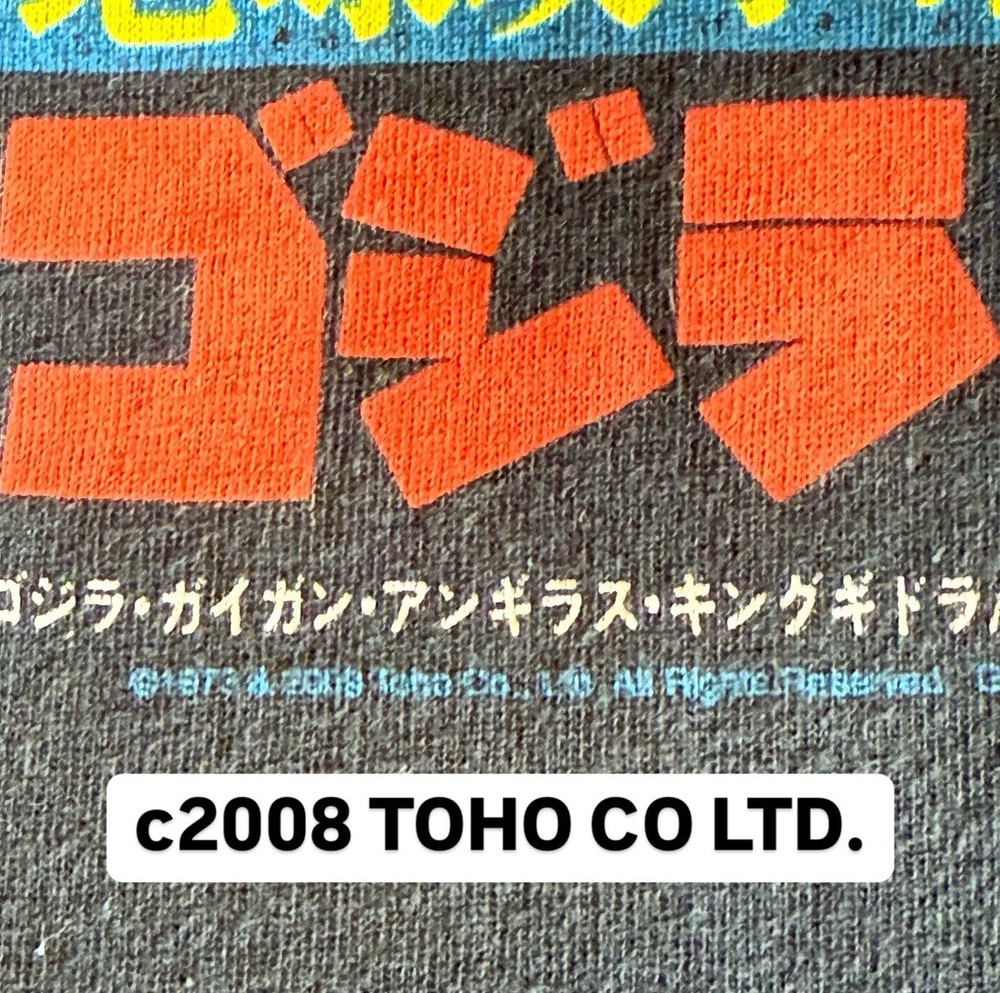 ゴジラ
ゴジラ・ガイガン・アンギラス・キングギドラ
& 2008 Toho Co., Ltd. All Rights Reserved.
c2008 TOHO CO LTD.